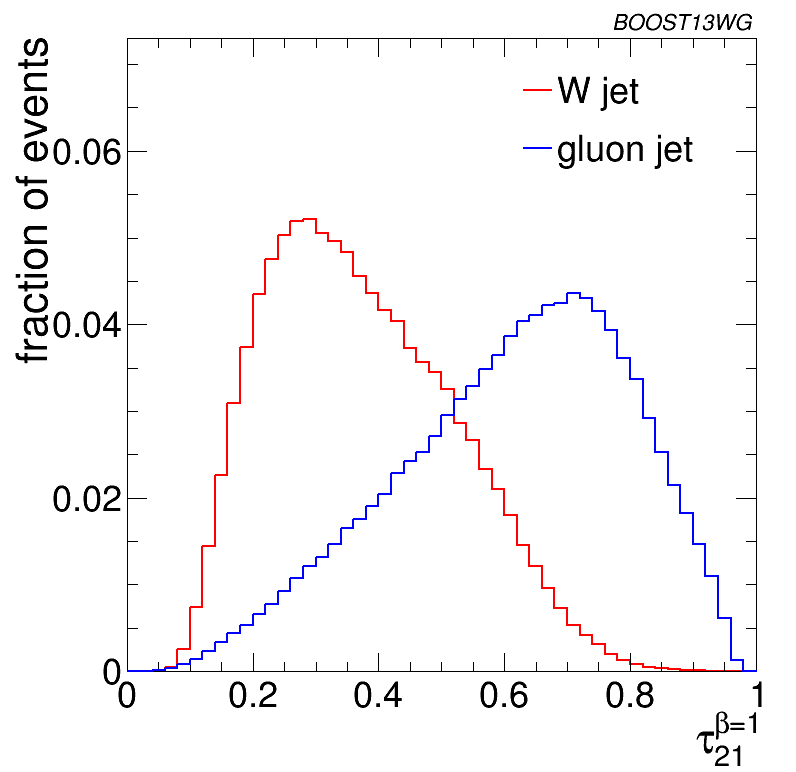 BOOST13WG
fraction of events
W jet
gluon jet
0.06
0.04
0.02
0
0 0.2 0.4 0.6 0.8 1
τ₂₁^β=1